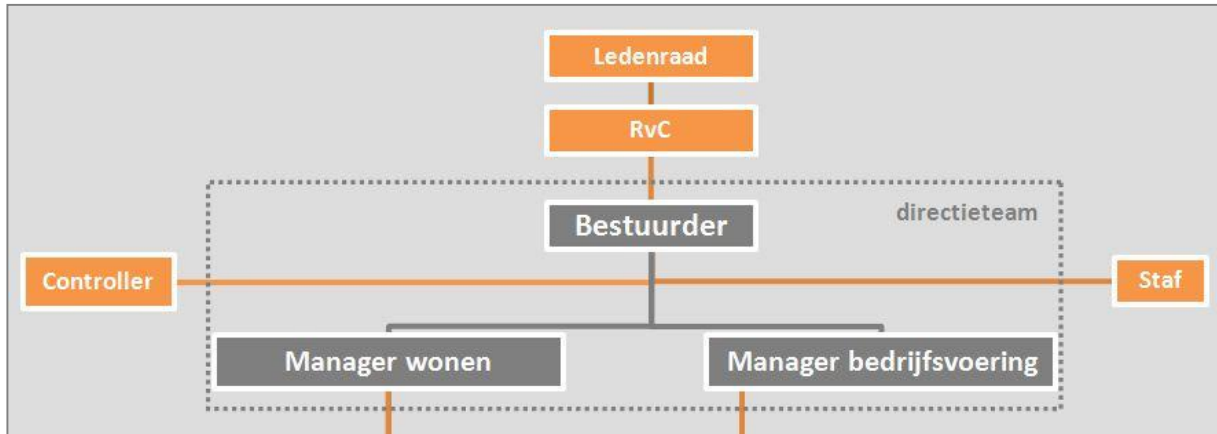 Ledenraad
RvC
Bestuurder
directieteam
Controller
Staf
Manager wonen
Manager bedrijfsvoering